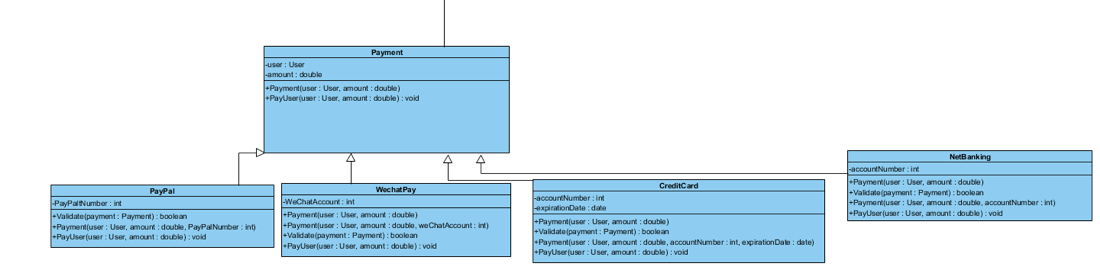 Payment
-user : User
-amount : double
+Payment(user : User, amount : double)
+PayUser(user : User, amount : double) : void
PayPal
-PayPaltNumber : int
+Validate(payment : Payment) : boolean
+Payment(user : User, amount : double, PayPalNumber : int)
+PayUser(user : User, amount : double) : void
WechatPay
-WeChatAccount : int
+Payment(user : User, amount : double)
+Payment(user : User, amount : double, weChatAccount : int)
+Validate(payment : Payment) : boolean
+PayUser(user : User, amount : double) : void
CreditCard
-accountNumber : int
-expirationDate : date
+Payment(user : User, amount : double)
+Validate(payment : Payment) : boolean
+Payment(user : User, amount : double, accountNumber : int, expirationDate : date)
+PayUser(user : User, amount : double) : void
NetBanking
-accountNumber : int
+Payment(user : User, amount : double)
+Validate(payment : Payment) : boolean
+Payment(user : User, amount : double, accountNumber : int)
+PayUser(user : User, amount : double) : void